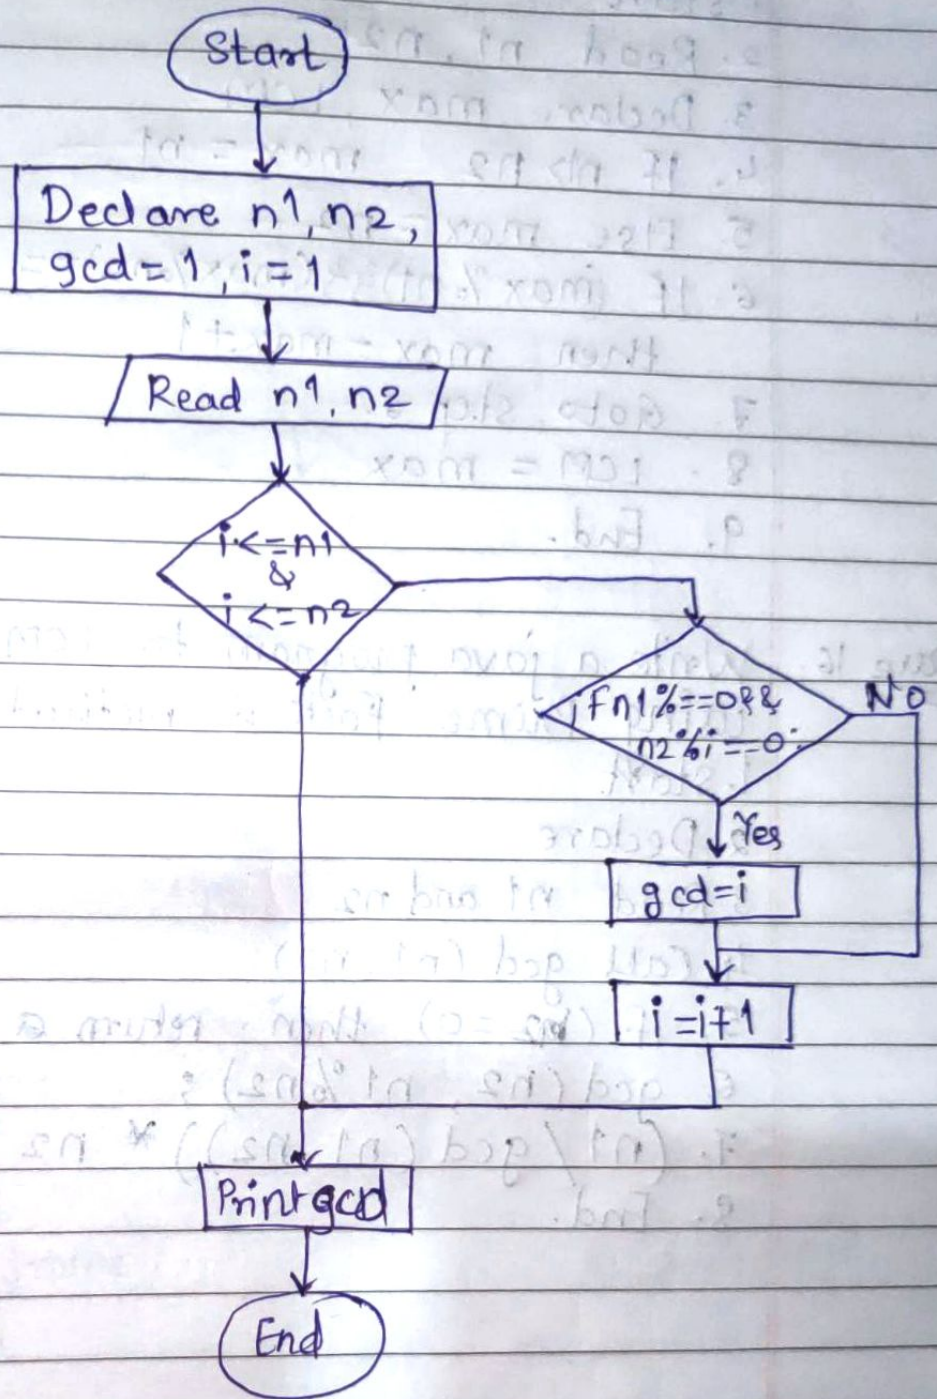 Start
Declare n1, n2,
gcd = 1, i = 1
Read n1, n2
i<=n1
&
i<=n2
if n1%==0&&
n2%i==0
No
Yes
gcd=i
i=i+1
Print gcd
End